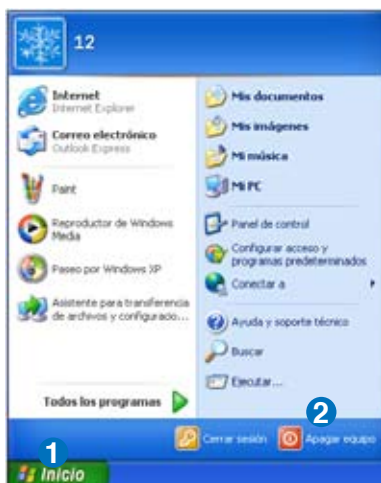 12
Internet
Internet Explorer
Correo electrónico
Outlook Express
Paint
Reproductor de Windows
Media
Paseo por Windows XP
Asistente para transferencia
de archivos y configuracio...
Todos los programas
Mis documentos
Mis imágenes
Mi música
Mi PC
Panel de control
Configurar acceso y
programas predeterminados
Conectar a
Ayuda y soporte técnico
Buscar
Ejecutar...
2
Cerrar sesión
Apagar equipo
1
Inicio